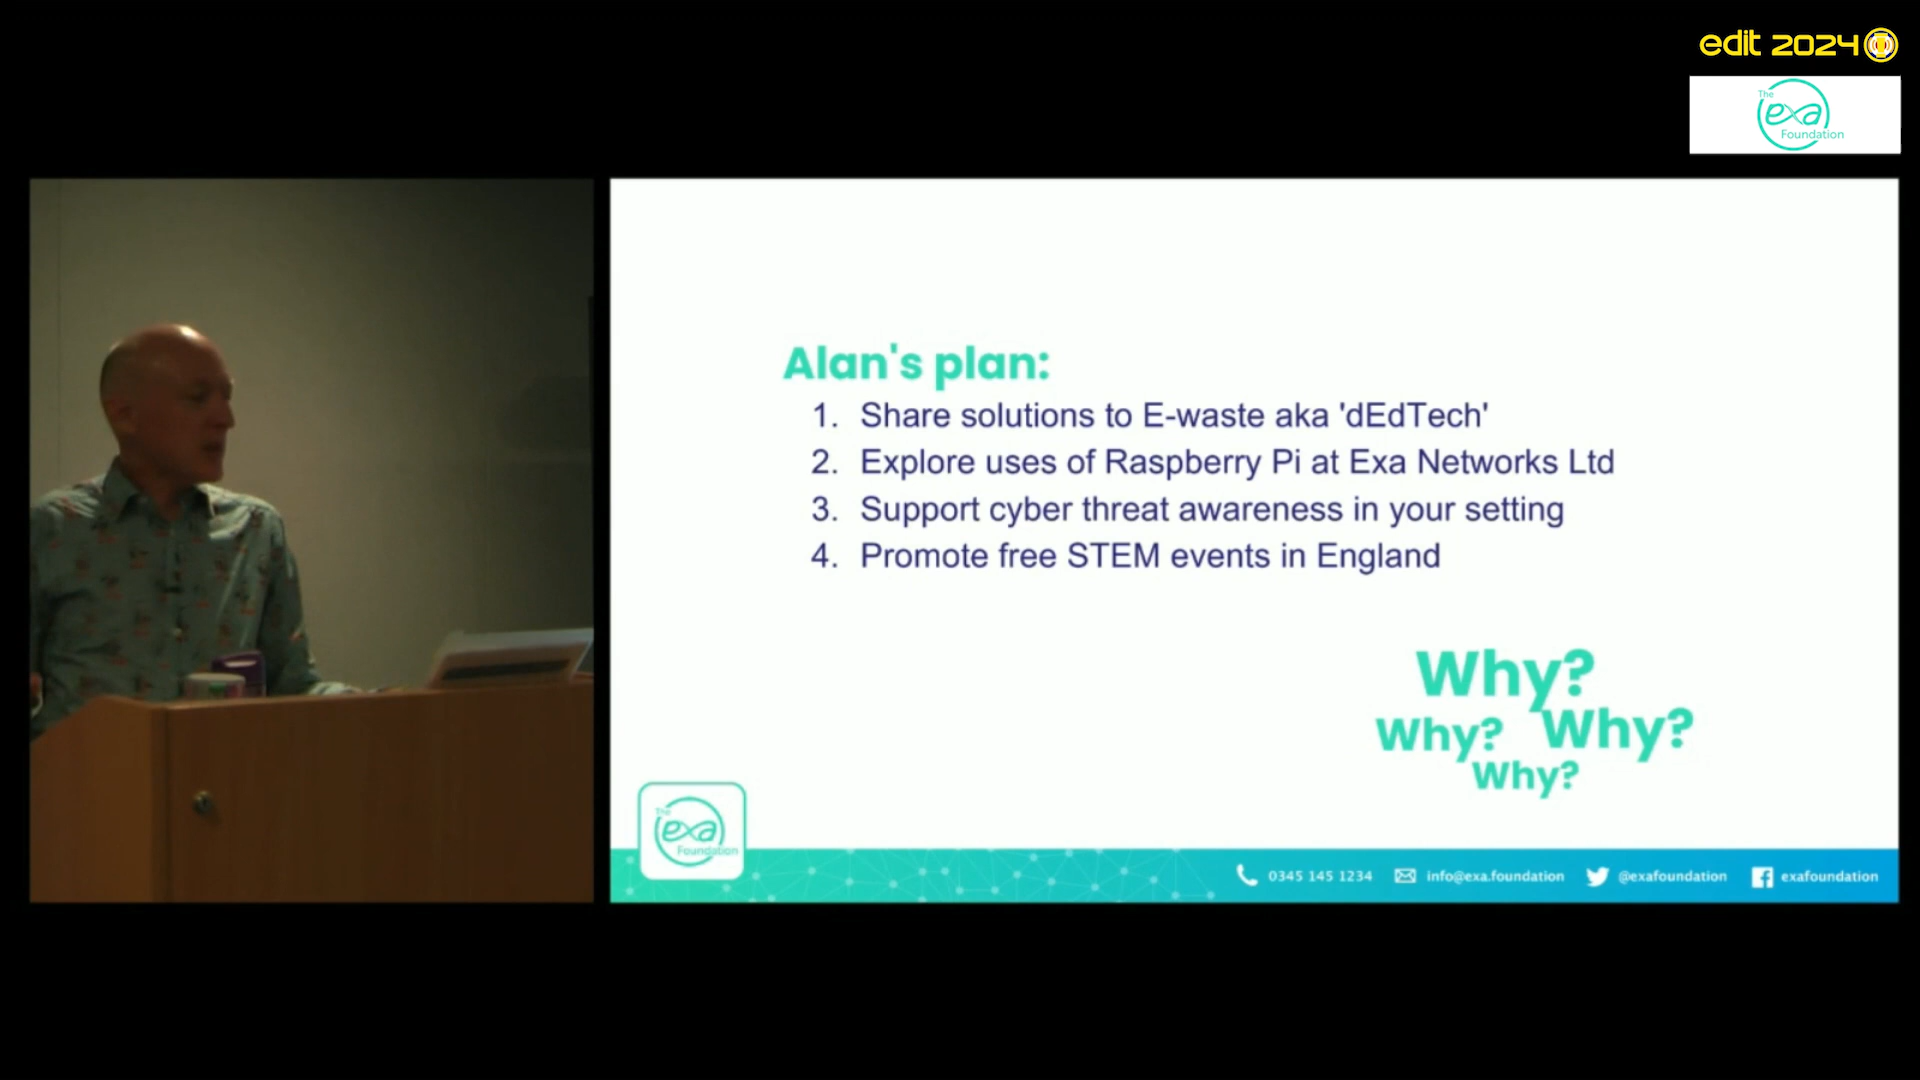 edit 2024
The
exa
Foundation
Alan's plan:
1. Share solutions to E-waste aka 'dEdTech'
2. Explore uses of Raspberry Pi at Exa Networks Ltd
3. Support cyber threat awareness in your setting
4. Promote free STEM events in England
Why?
Why? Why?
Why?
The
exa
Foundation
0345 145 1234 info@exa.foundation @exafoundation exafoundation